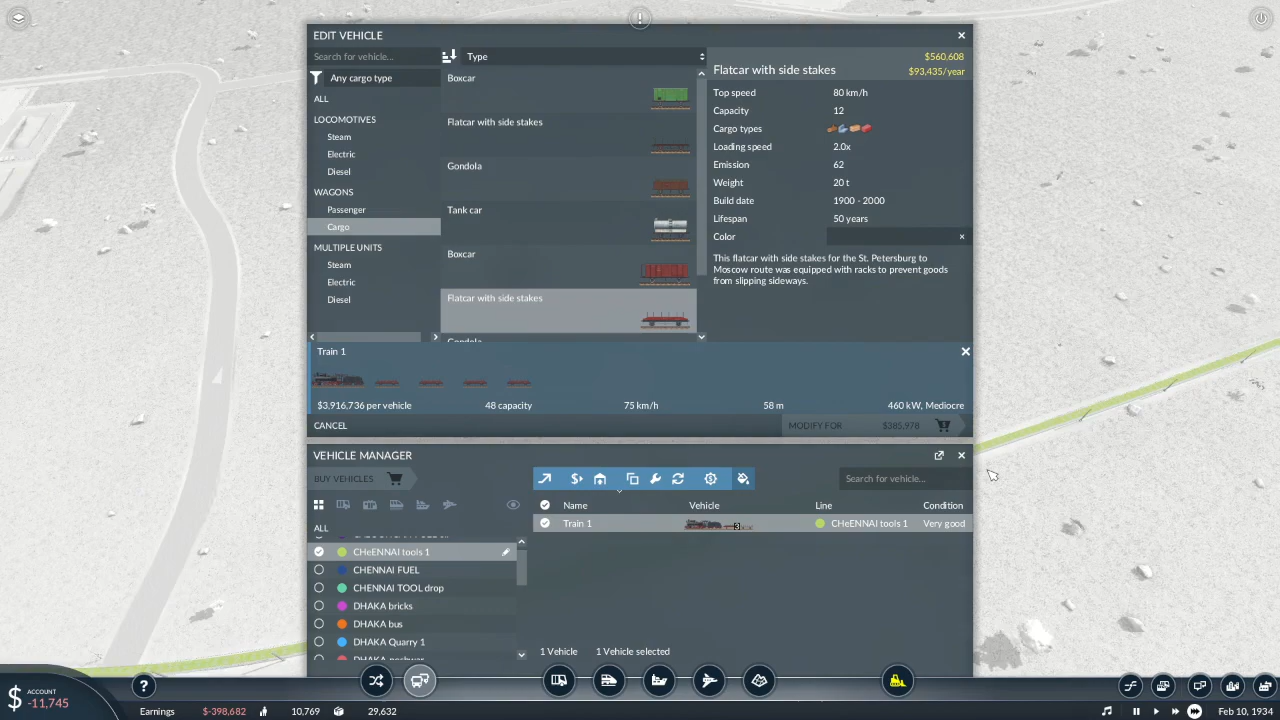 EDIT VEHICLE
Search for vehicle...
Type
Any cargo type
ALL
LOCOMOTIVES
Steam
Electric
Diesel
WAGONS
Passenger
Cargo
MULTIPLE UNITS
Steam
Electric
Diesel
Boxcar
Flatcar with side stakes
Gondola
Tank car
Boxcar
Flatcar with side stakes
$560,608
Flatcar with side stakes
$93,435/year
Top speed 80 km/h
Capacity 12
Cargo types
Loading speed 2.0x
Emission 62
Weight 20 t
Build date 1900 - 2000
Lifespan 50 years
Color
This flatcar with side stakes for the St. Petersburg to
Moscow route was equipped with racks to prevent goods
from slipping sideways.
Train 1
$3,916,736 per vehicle 48 capacity 75 km/h 58 m 460 kW, Mediocre
CANCEL
MODIFY FOR $385,978
VEHICLE MANAGER
BUY VEHICLES
Search for vehicle...
ALL
CHeENNAI tools 1
CHENNAI FUEL
CHENNAI TOOL drop
DHAKA bricks
DHAKA bus
DHAKA Quarry 1
Name Vehicle Line Condition
Train 1 3 CHeENNAI tools 1 Very good
1 Vehicle 1 Vehicle selected
$ ACCOUNT
-11,745
?
Earnings $-398,682 10,769 29,632
Feb 10, 1934